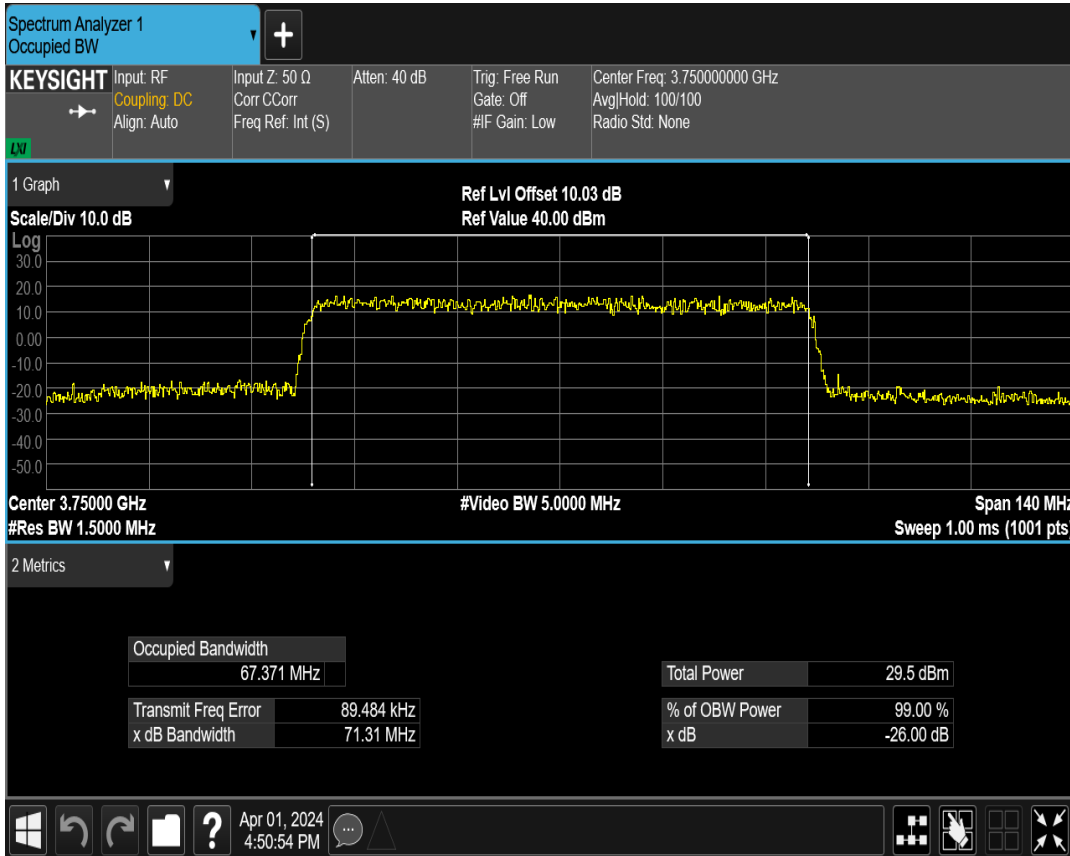 Spectrum Analyzer 1
Occupied BW
KEYSIGHT
LXI
Input: RF
Coupling: DC
Align: Auto
Input Z: 50 Ω
Corr CCorr
Freq Ref: Int (S)
Atten: 40 dB
Trig: Free Run
Gate: Off
#IF Gain: Low
Center Freq: 3.750000000 GHz
Avg|Hold: 100/100
Radio Std: None
1 Graph
Scale/Div 10.0 dB
Ref Lvl Offset 10.03 dB
Ref Value 40.00 dBm
Log
30.0
20.0
10.0
0.00
-10.0
-20.0
-30.0
-40.0
-50.0
Center 3.75000 GHz
#Video BW 5.0000 MHz
Span 140 MHz
#Res BW 1.5000 MHz
Sweep 1.00 ms (1001 pts)
2 Metrics
Occupied Bandwidth
67.371 MHz
Total Power 29.5 dBm
Transmit Freq Error 89.484 kHz
% of OBW Power 99.00 %
x dB Bandwidth 71.31 MHz
x dB -26.00 dB
?
Apr 01, 2024
4:50:54 PM